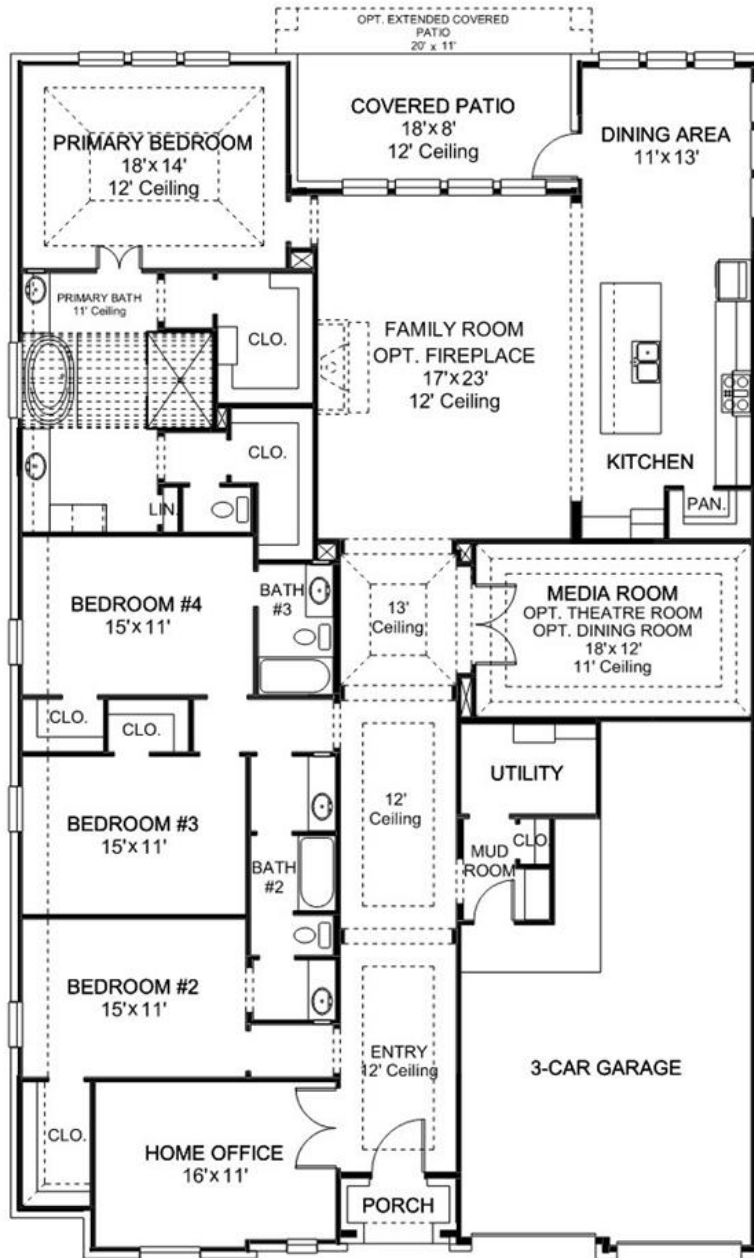 OPT. EXTENDED COVERED
PATIO
20' x 11'
COVERED PATIO
18'x 8'
12' Ceiling
PRIMARY BEDROOM
18'x 14'
12' Ceiling
DINING AREA
11'x 13'
PRIMARY BATH
11' Ceiling
CLO.
FAMILY ROOM
OPT. FIREPLACE
17'x 23'
12' Ceiling
CLO.
KITCHEN
LIN.
PAN.
BEDROOM #4
15'x 11'
BATH
#3
13'
Ceiling
MEDIA ROOM
OPT. THEATRE ROOM
OPT. DINING ROOM
18'x 12'
11' Ceiling
CLO.
CLO.
UTILITY
BEDROOM #3
15'x 11'
12'
Ceiling
BATH
#2
MUD
ROOM
CLO.
BEDROOM #2
15'x 11'
ENTRY
12' Ceiling
3-CAR GARAGE
CLO.
HOME OFFICE
16'x 11'
PORCH